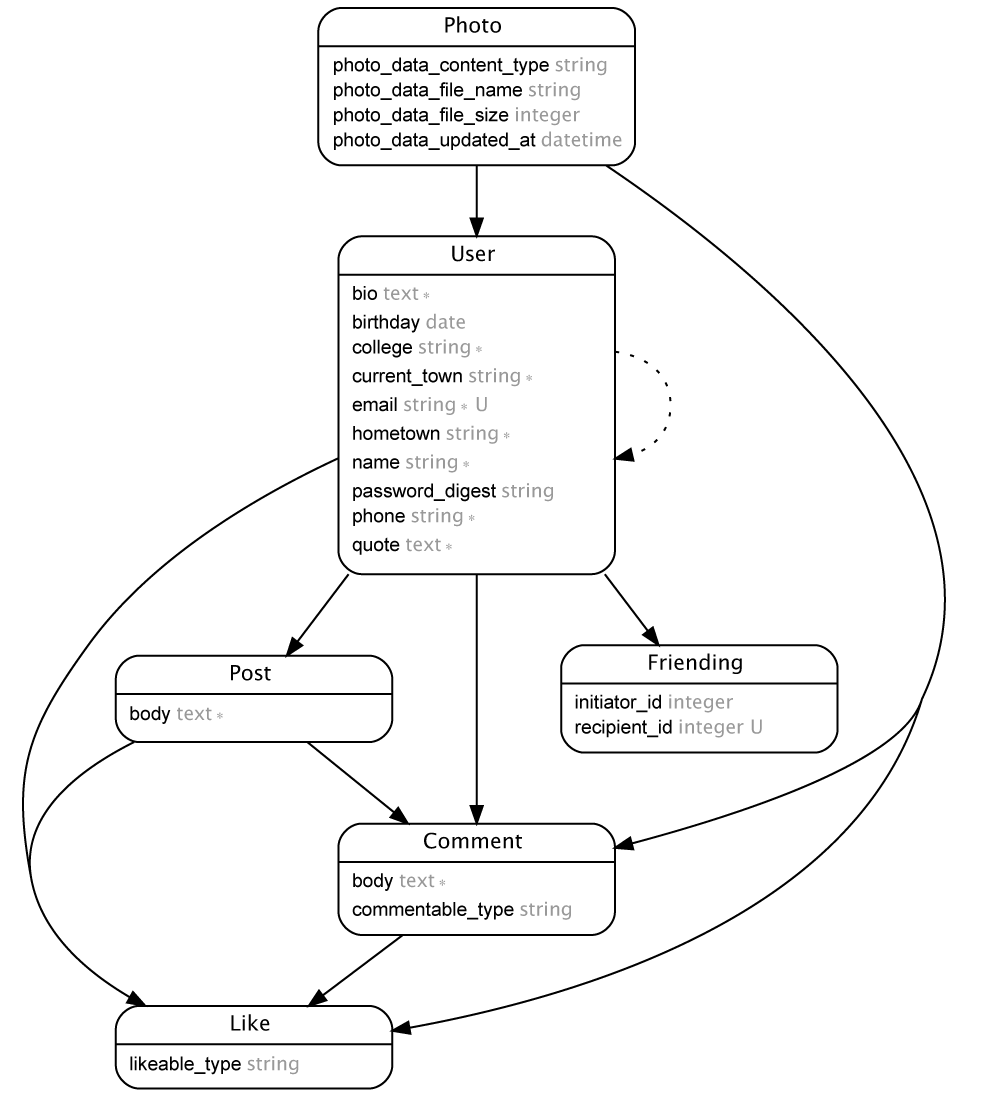 Photo
photo_data_content_type string
photo_data_file_name string
photo_data_file_size integer
photo_data_updated_at datetime
User
bio text *
birthday date
college string *
current_town string *
email string * U
hometown string *
name string *
password_digest string
phone string *
quote text *
Post
body text *
Friending
initiator_id integer
recipient_id integer U
Comment
body text *
commentable_type string
Like
likeable_type string